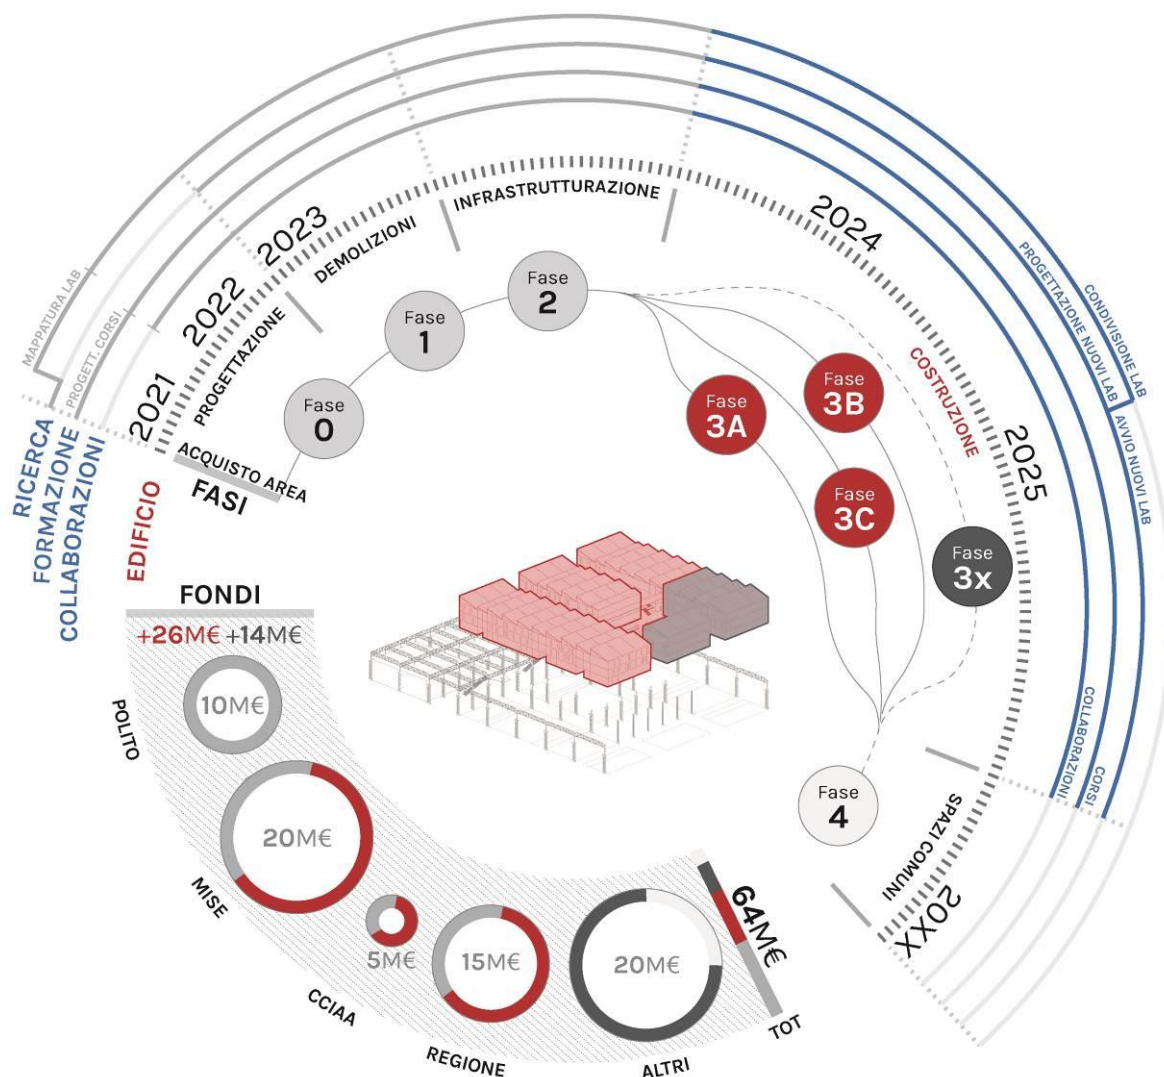 RICERCA
FORMAZIONE
COLLABORAZIONI
EDIFICIO
FASI
MAPPATURA LAB
PROGETT. CORSI
2021
2022
2023
2024
2025
20XX
ACQUISTO AREA
PROGETTAZIONE
DEMOLIZIONI
INFRASTRUTTURAZIONE
COSTRUZIONE
SPAZI COMUNI
PROGETTAZIONE NUOVI LAB
CONDIVISIONE LAB
AVVIO NUOVI LAB
COLLABORAZIONI
CORSI
Fase
0
Fase
1
Fase
2
Fase
3A
Fase
3B
Fase
3C
Fase
3x
Fase
4
FONDI
+26M€ +14M€
10M€
POLITO
20M€
MISE
5M€
CCIAA
15M€
REGIONE
20M€
ALTRI
64M€
TOT